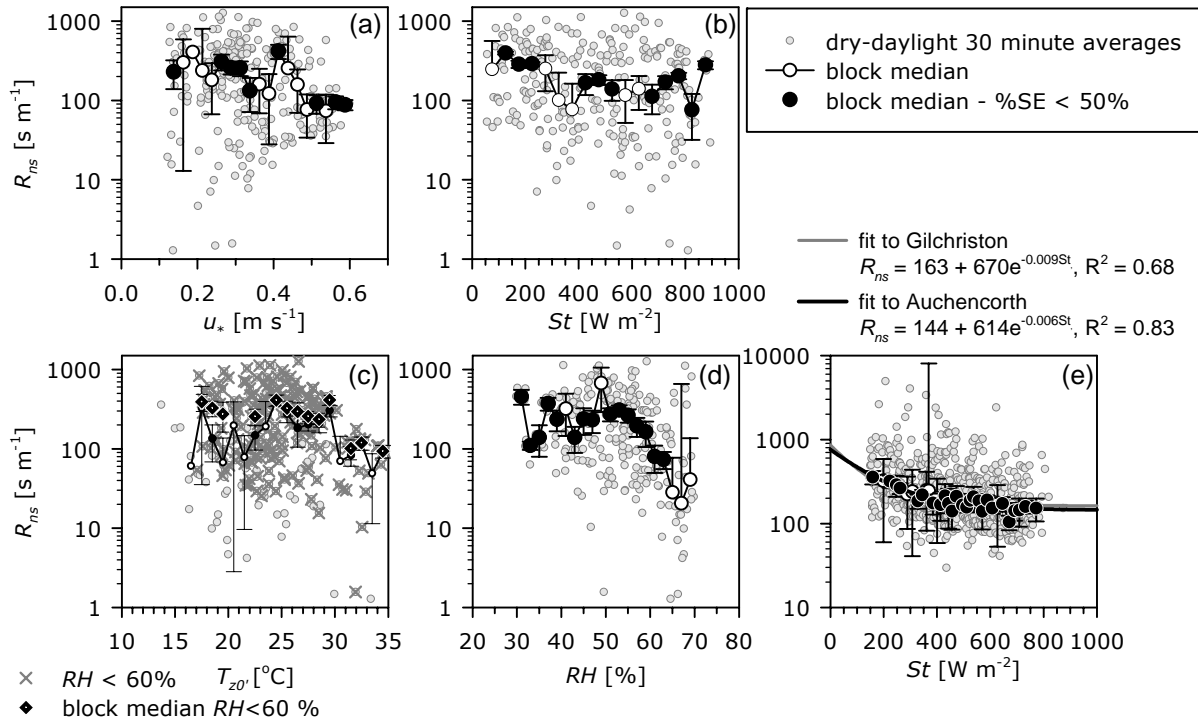 (a)
(b)
1000
100
10
1
R_ns [s m⁻¹]
0.0 0.2 0.4 0.6
u* [m s⁻¹]
0 200 400 600 800 1000
St [W m⁻²]
dry-daylight 30 minute averages
block median
block median - %SE < 50%
fit to Gilchriston
R_ns = 163 + 670e^-0.009St, R² = 0.68
fit to Auchencorth
R_ns = 144 + 614e^-0.006St, R² = 0.83
(c)
(d)
(e)
1000
100
10
1
R_ns [s m⁻¹]
10 15 20 25 30 35
T_z0' [°C]
20 30 40 50 60 70 80
RH [%]
10000
1000
100
10
0 200 400 600 800 1000
St [W m⁻²]
RH < 60%
block median RH<60 %